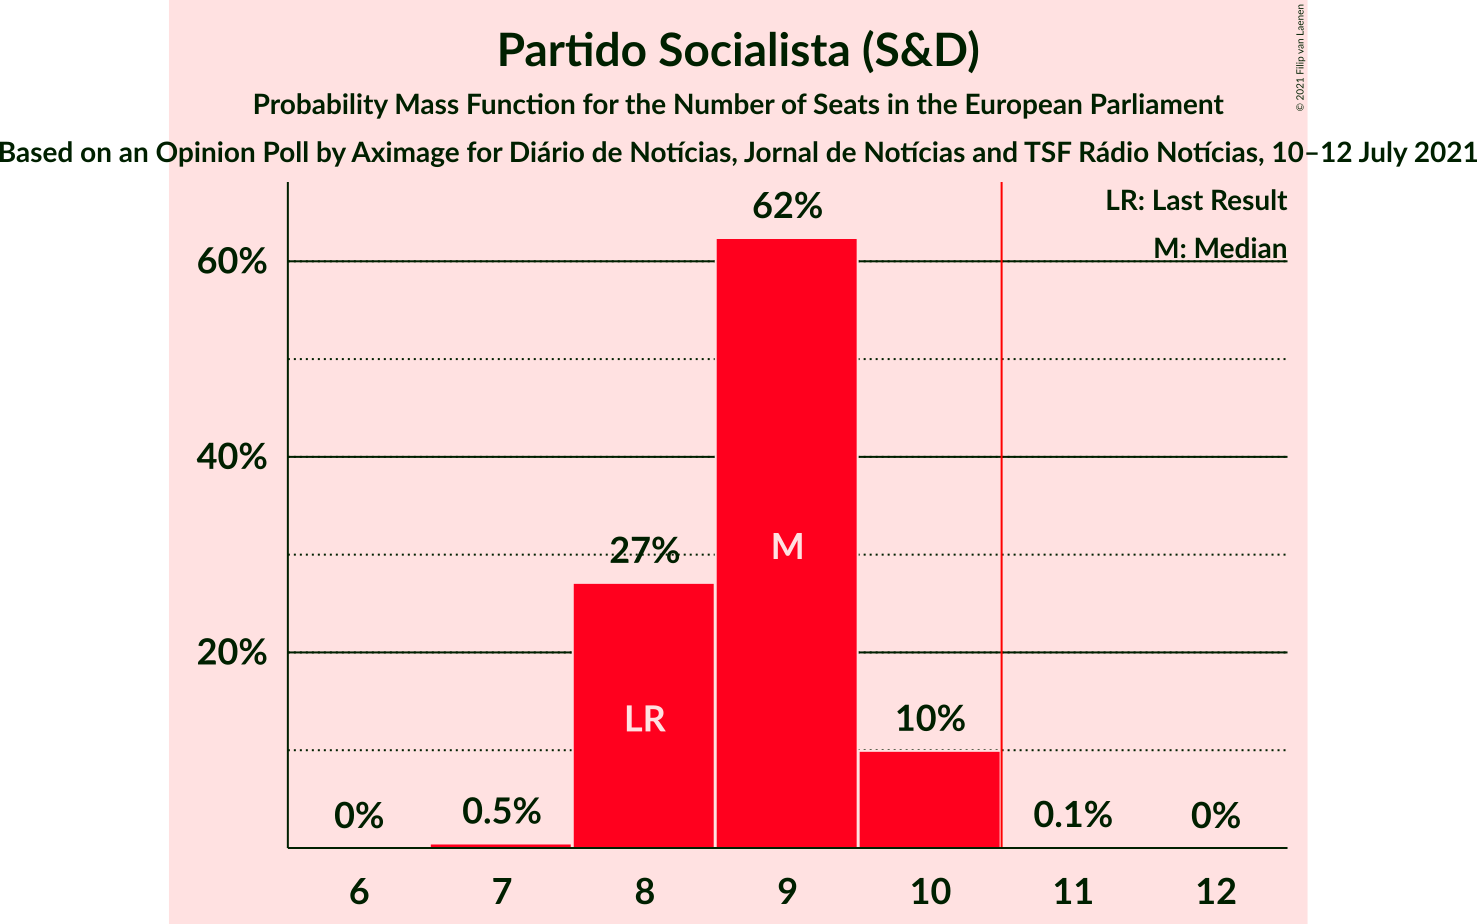 Partido Socialista (S&D)
Probability Mass Function for the Number of Seats in the European Parliament
Based on an Opinion Poll by Aximage for Diário de Notícias, Jornal de Notícias and TSF Rádio Notícias, 10–12 July 2021
© 2021 Filip van Laenen
LR: Last Result
M: Median
60%
40%
20%
0%
0.5%
27%
62%
10%
0.1%
0%
LR
M
6 7 8 9 10 11 12